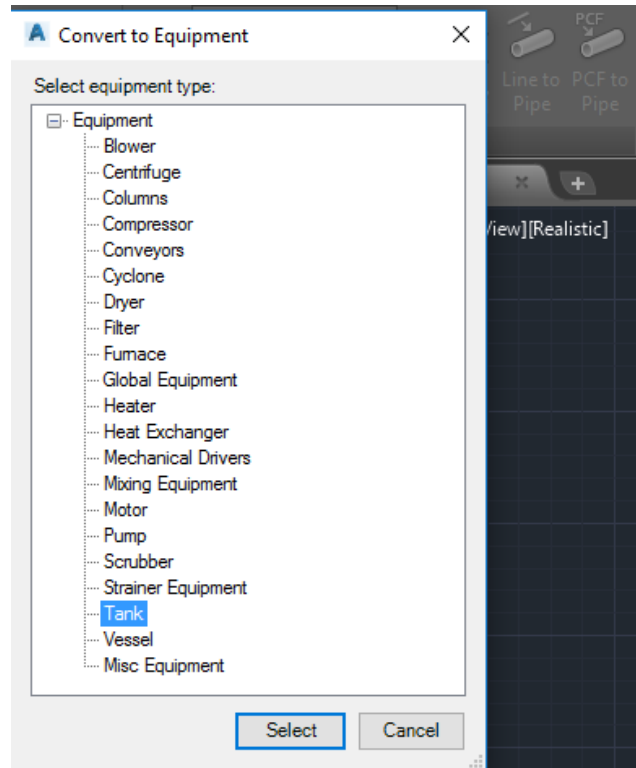 Convert to Equipment
Select equipment type:
Equipment
Blower
Centrifuge
Columns
Compressor
Conveyors
Cyclone
Dryer
Filter
Furnace
Global Equipment
Heater
Heat Exchanger
Mechanical Drivers
Mixing Equipment
Motor
Pump
Scrubber
Strainer Equipment
Tank
Vessel
Misc Equipment
Select Cancel
PCF
Line to PCF to
Pipe Pipe
View][Realistic]